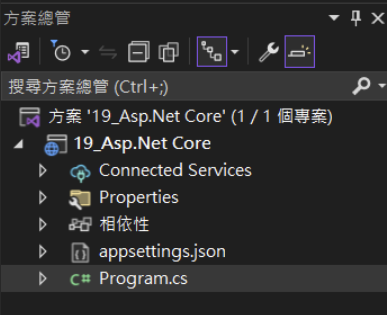 方案總管
搜尋方案總管 (Ctrl+;)
方案 '19_Asp.Net Core' (1 / 1 個專案)
19_Asp.Net Core
Connected Services
Properties
相依性
appsettings.json
C# Program.cs